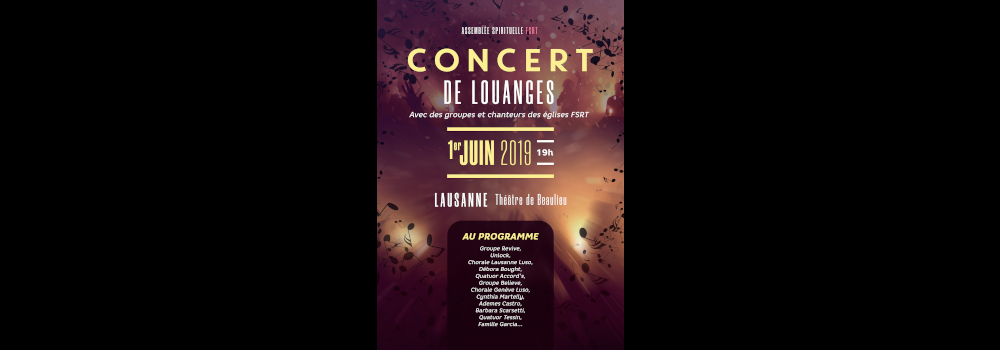 ASSEMBLÉE SPIRITUELLE FSRT
CONCERT
DE LOUANGES
Avec des groupes et chanteurs des églises FSRT
1er JUIN 2019 19h
LAUSANNE Théâtre de Beaulieu
AU PROGRAMME
Groupe Revive,
Unlock,
Chorale Lausanne Luso,
Débora Bought,
Quatuor Accord's,
Groupe Believe,
Chorale Genève Luso,
Cynthia Martelly,
Ademes Castro,
Barbara Scarsetti,
Quatuor Tessin,
Famille Garcia...